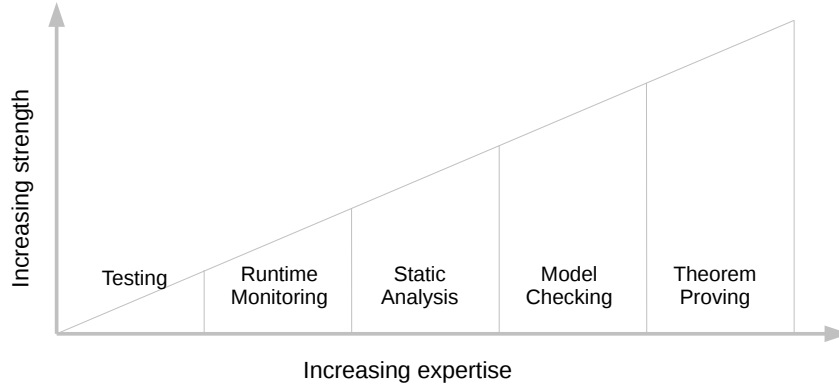 Increasing strength
Testing
Runtime
Monitoring
Static
Analysis
Model
Checking
Theorem
Proving
Increasing expertise